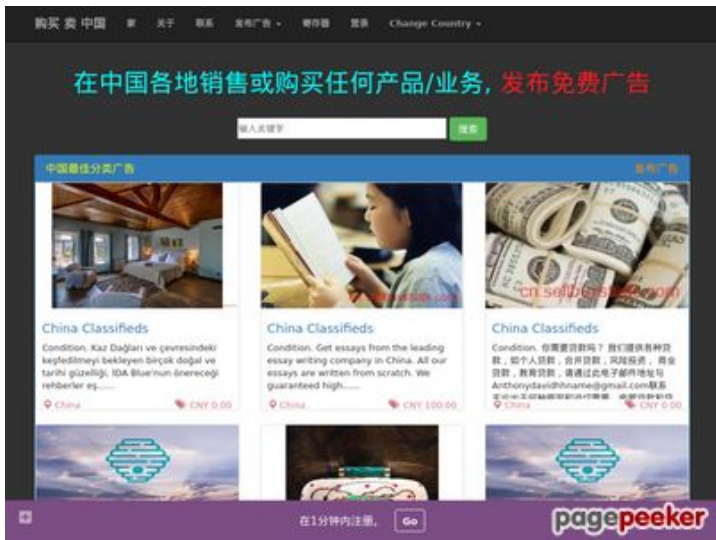 购买 卖 中国 家 关于 联系 发布广告 寄存器 登录 Change Country
在中国各地销售或购买任何产品/业务, 发布免费广告
输入关键字 搜索
中国最佳分类广告 发布广告
cn.sell
China Classifieds
Condition. Kaz Dağları ve çevresindeki
keşfedilmeyi bekleyen birçok doğal ve
tarihi güzelliği, IDA Blue'nun önereceği
rehberler eş......
China CNY 0.00
China Classifieds
Condition. Get essays from the leading
essay writing company in China. All our
essays are written from scratch. We
guaranteed high......
China CNY 100.00
China Classifieds
Condition. 你需要贷款吗？ 我们提供各种贷
款，如个人贷款，合并贷款，风险投资， 商业
贷款，教育贷款，请通过此电子邮件地址与
Anthonydavidhhname@gmail.com联系
China CNY 0.00
在1分钟内注册。 Go
pagepeeker